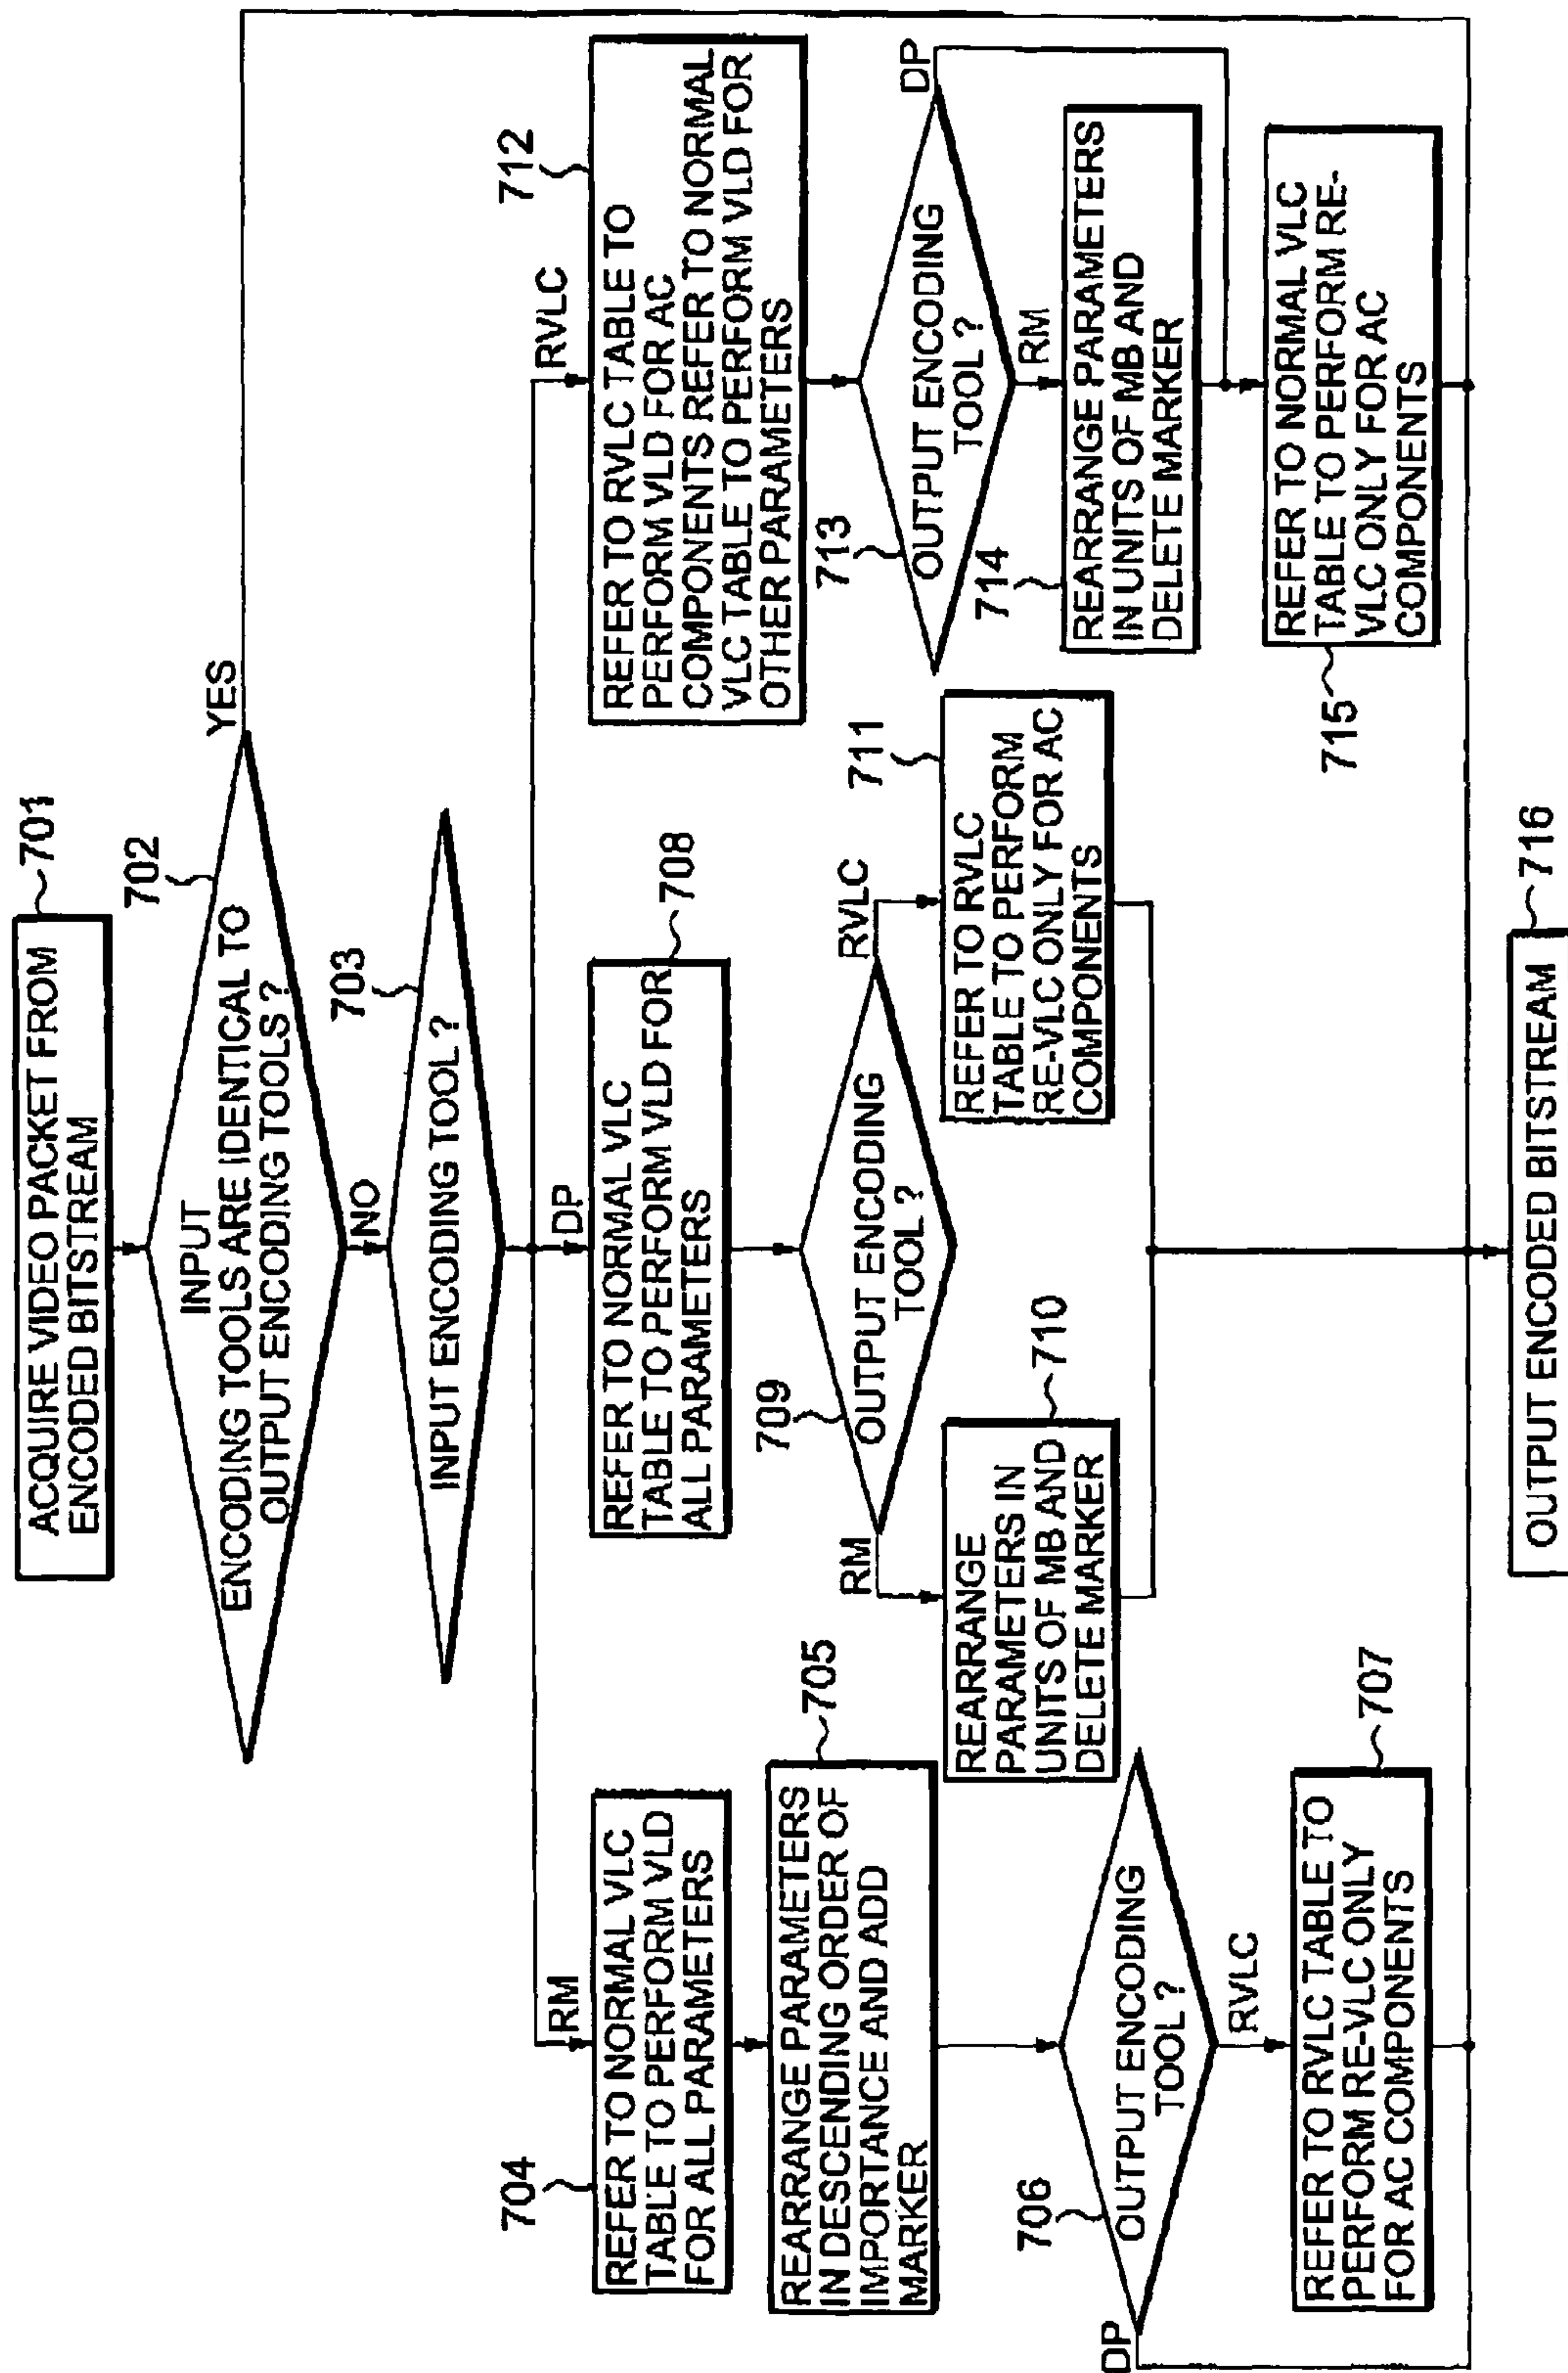 ACQUIRE VIDEO PACKET FROM
ENCODED BITSTREAM
701
702
INPUT
ENCODING TOOLS ARE IDENTICAL TO
OUTPUT ENCODING TOOLS ?
YES
NO
703
INPUT ENCODING TOOL ?
RM
DP
RVLC
704
REFER TO NORMAL VLC
TABLE TO PERFORM VLD
FOR ALL PARAMETERS
705
REARRANGE PARAMETERS
IN DESCENDING ORDER OF
IMPORTANCE AND ADD
MARKER
706
OUTPUT ENCODING
TOOL ?
DP
RVLC
707
REFER TO RVLC TABLE TO
PERFORM RE-VLC ONLY
FOR AC COMPONENTS
708
REFER TO NORMAL VLC
TABLE TO PERFORM VLD FOR
ALL PARAMETERS
709
OUTPUT ENCODING
TOOL ?
RM
RVLC
710
REARRANGE
PARAMETERS IN
UNITS OF MB AND
DELETE MARKER
711
REFER TO RVLC
TABLE TO PERFORM
RE-VLC ONLY FOR AC
COMPONENTS
712
REFER TO RVLC TABLE TO
PERFORM VLD FOR AC
COMPONENTS REFER TO NORMAL
VLC TABLE TO PERFORM VLD FOR
OTHER PARAMETERS
713
OUTPUT ENCODING
TOOL ?
DP
RM
714
REARRANGE PARAMETERS
IN UNITS OF MB AND
DELETE MARKER
715
REFER TO NORMAL VLC
TABLE TO PERFORM RE-
VLC ONLY FOR AC
COMPONENTS
716
OUTPUT ENCODED BITSTREAM